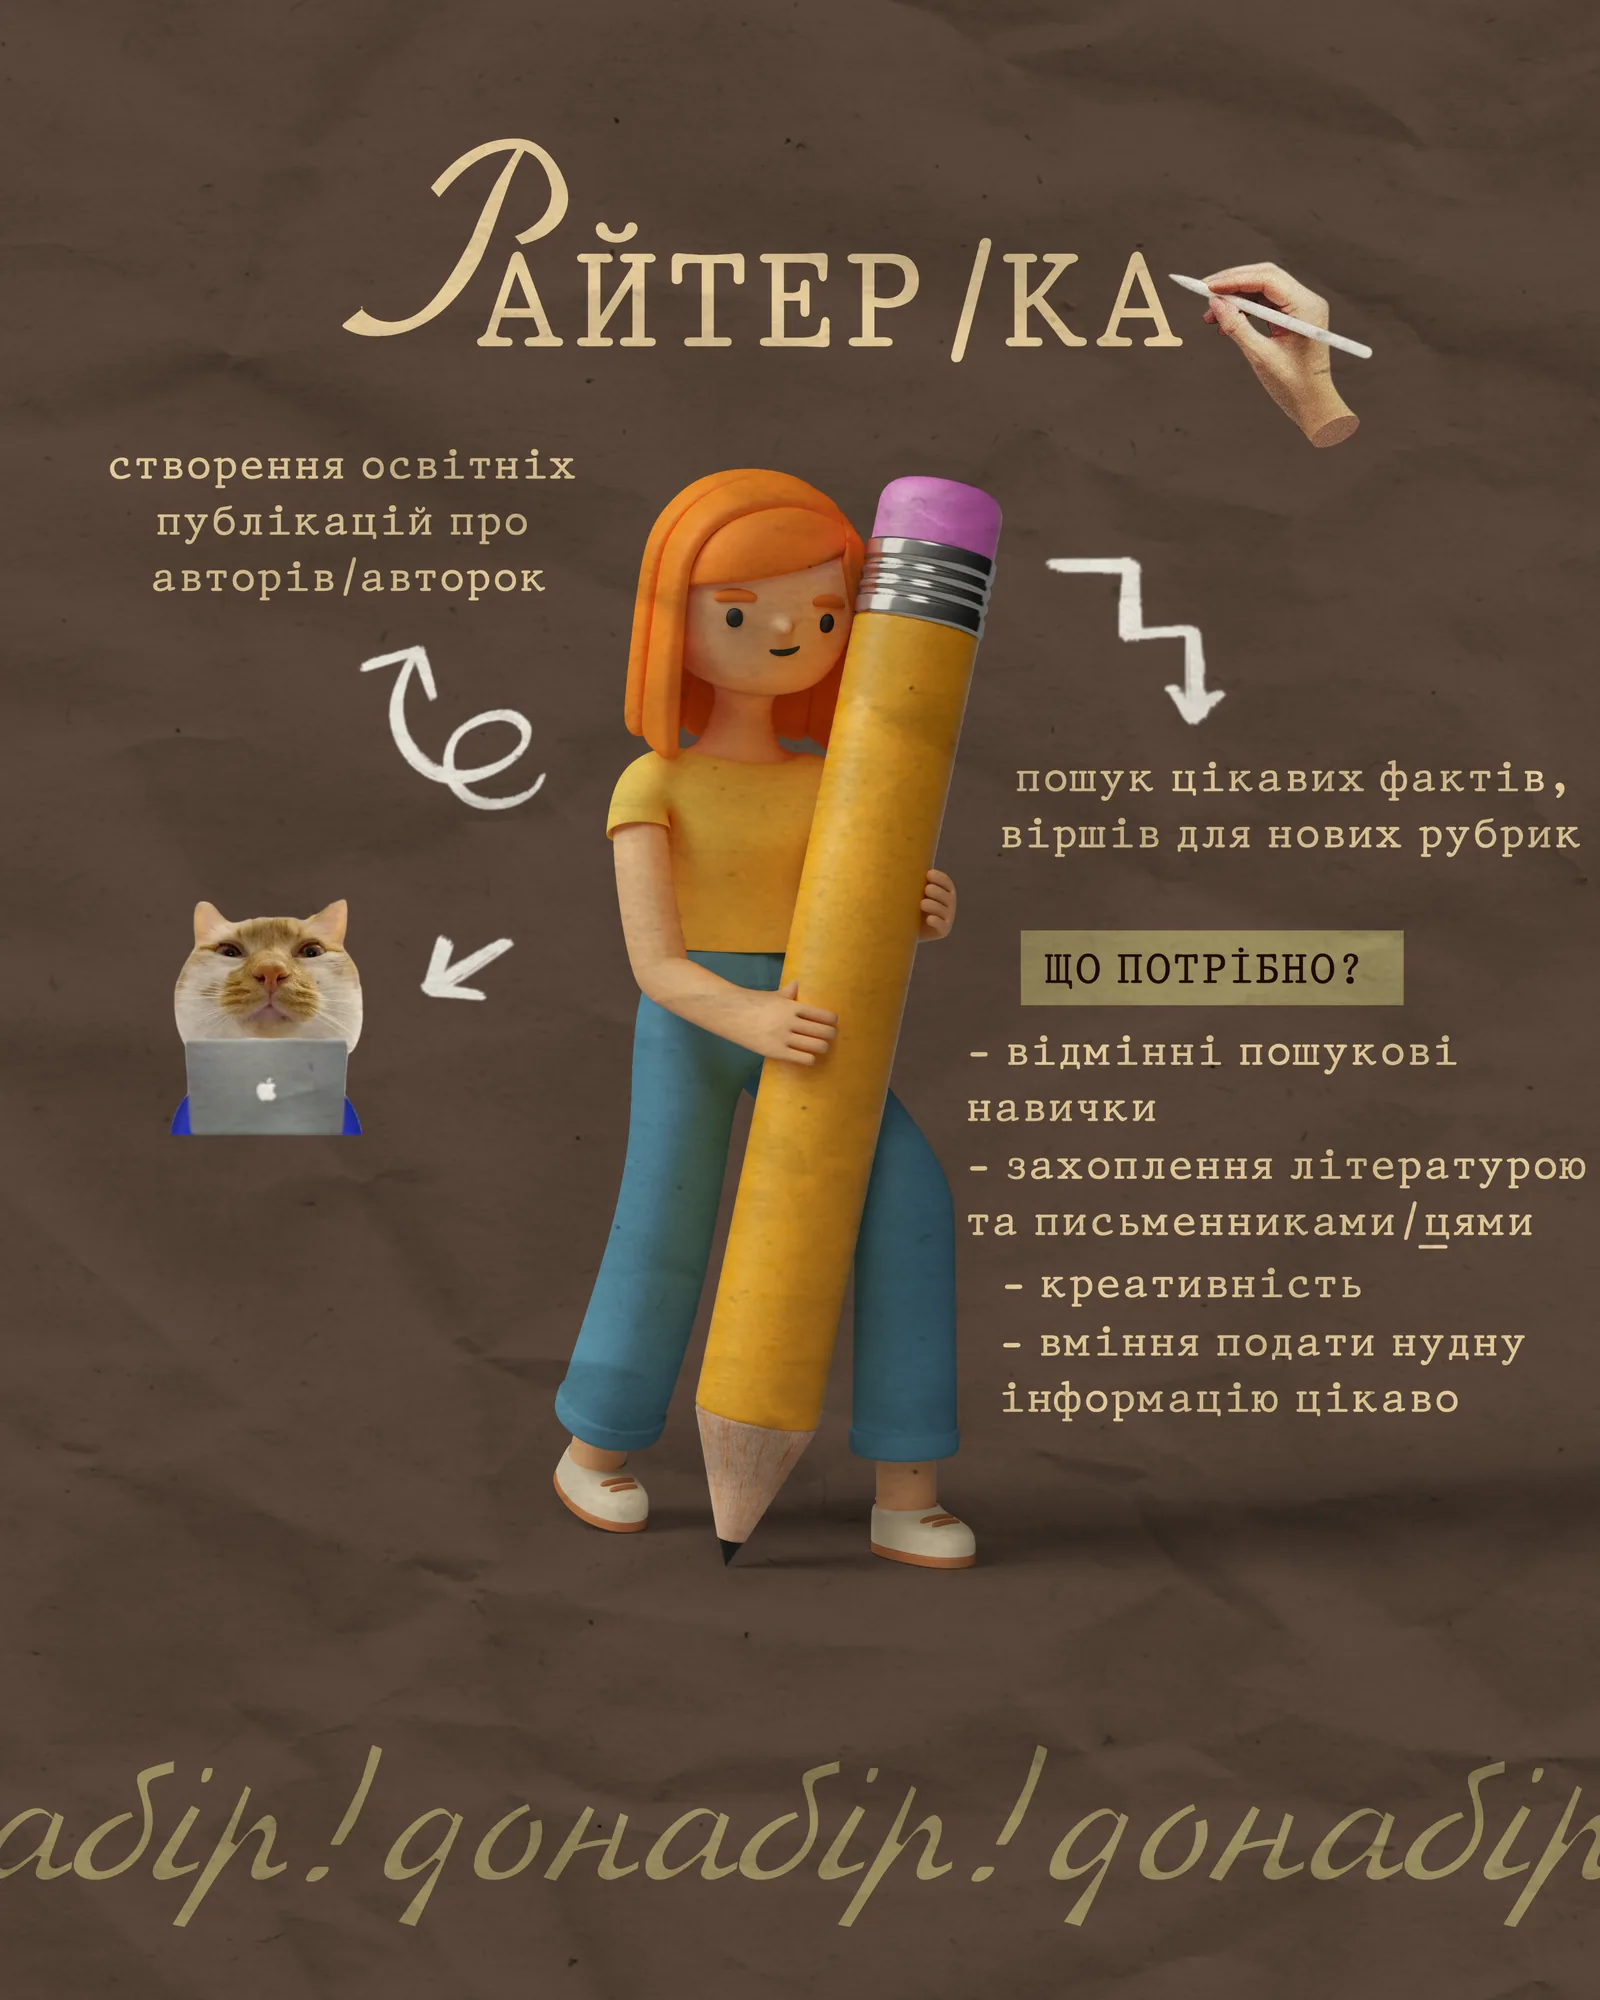 РАЙТЕР/КА
створення освітніх
публікацій про
авторів/авторок
пошук цікавих фактів,
віршів для нових рубрик
ЩО ПОТРІБНО?
- відмінні пошукові
навички
- захоплення літературою
та письменниками/цями
- креативність
- вміння подати нудну
інформацію цікаво
абір! донабір! донабір